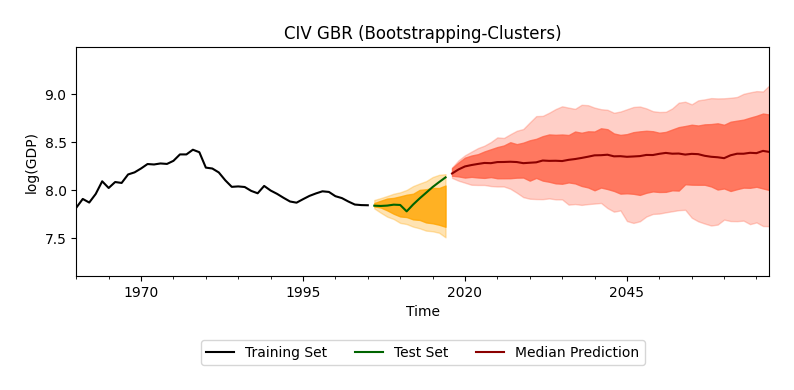 CIV GBR (Bootstrapping-Clusters)
log(GDP)
9.0
8.5
8.0
7.5
1970 1995 2020 2045
Time
Training Set Test Set Median Prediction